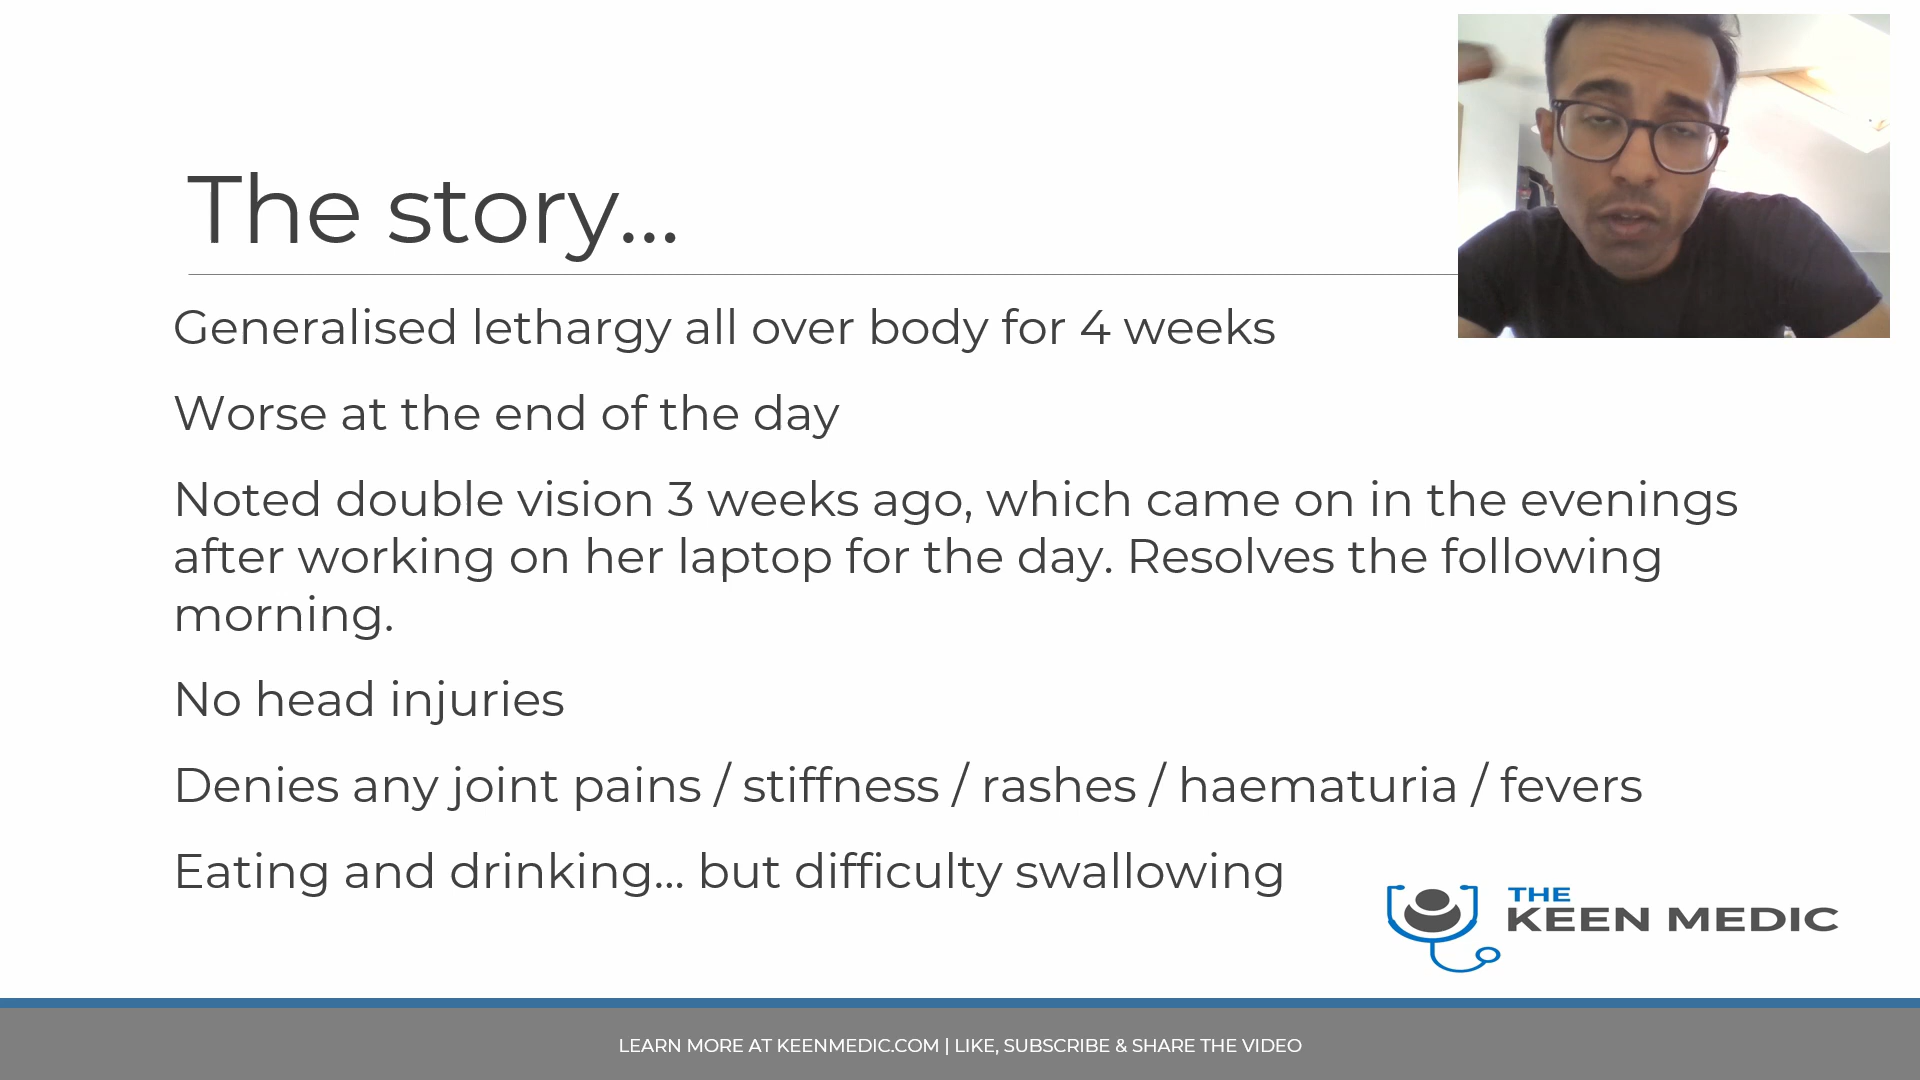 The story...
Generalised lethargy all over body for 4 weeks
Worse at the end of the day
Noted double vision 3 weeks ago, which came on in the evenings
after working on her laptop for the day. Resolves the following
morning.
No head injuries
Denies any joint pains / stiffness / rashes / haematuria / fevers
Eating and drinking... but difficulty swallowing
THE
KEEN MEDIC
LEARN MORE AT KEENMEDIC.COM | LIKE, SUBSCRIBE & SHARE THE VIDEO